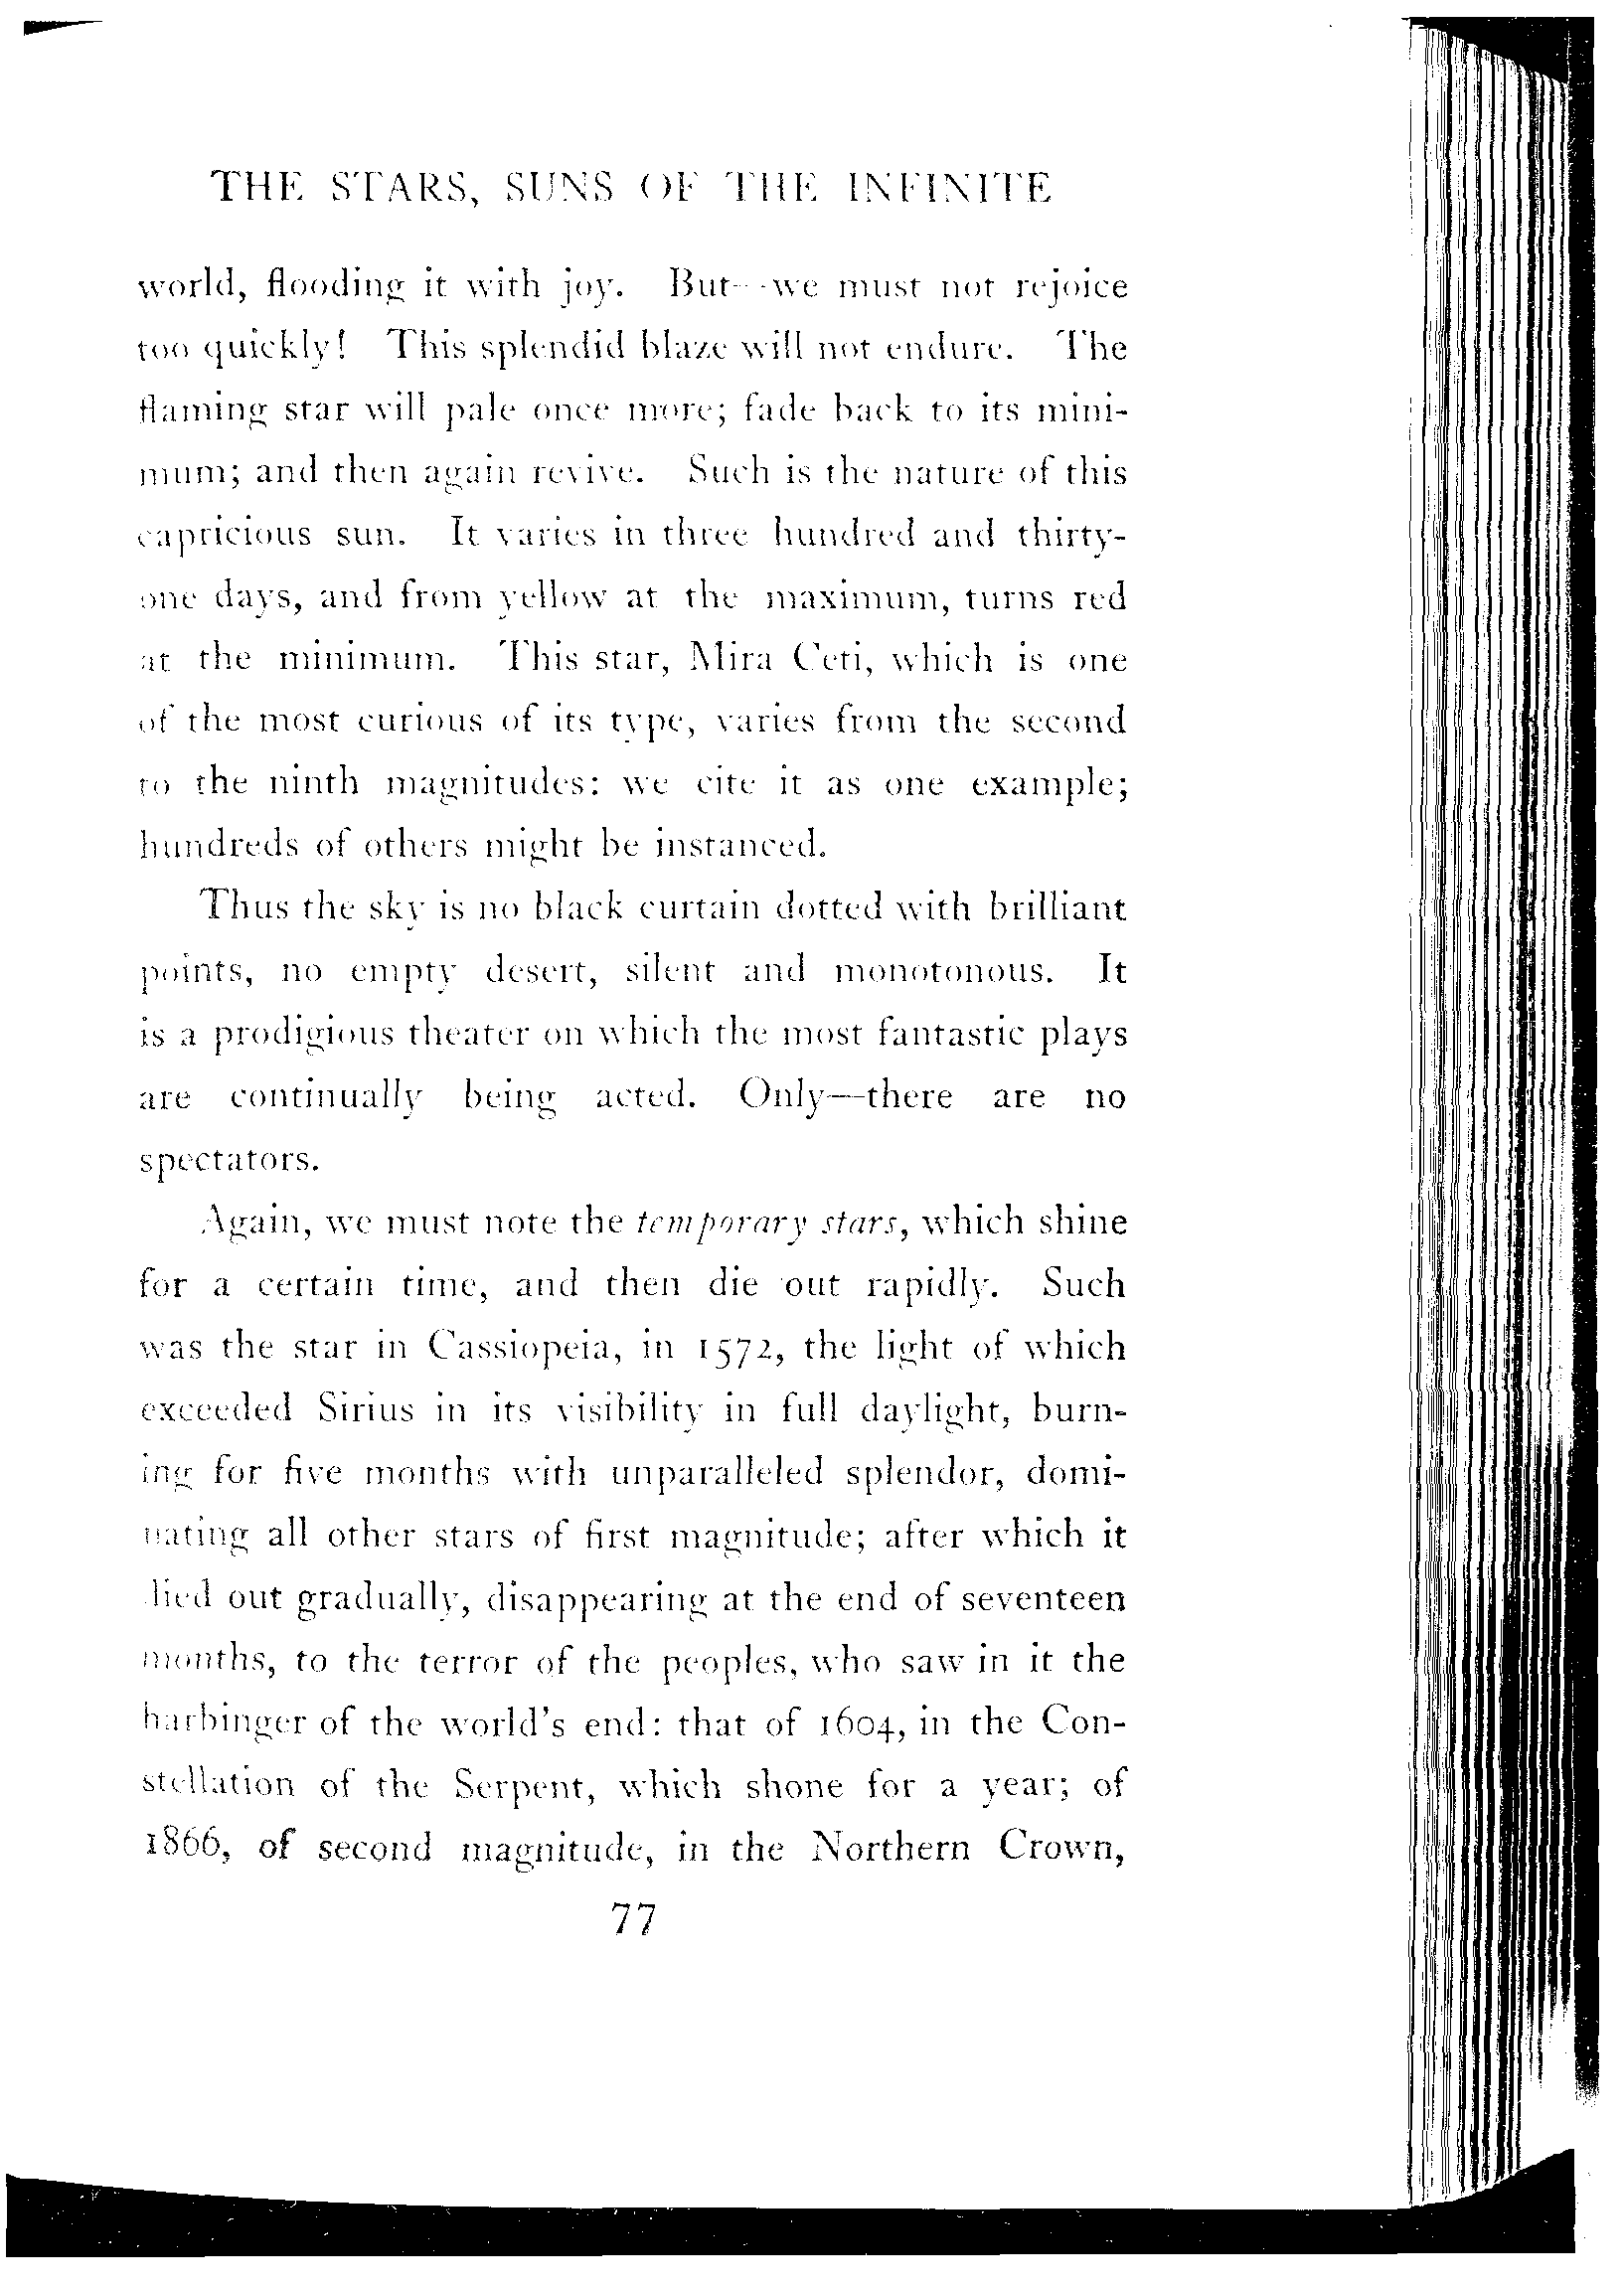 THE STARS, SUNS OF THE INFINITE
world, flooding it with joy. But—we must not rejoice
too quickly! This splendid blaze will not endure. The
flaming star will pale once more; fade back to its mini-
mum; and then again revive. Such is the nature of this
capricious sun. It varies in three hundred and thirty-
one days, and from yellow at the maximum, turns red
at the minimum. This star, Mira Ceti, which is one
of the most curious of its type, varies from the second
to the ninth magnitudes: we cite it as one example;
hundreds of others might be instanced.
Thus the sky is no black curtain dotted with brilliant
points, no empty desert, silent and monotonous. It
is a prodigious theater on which the most fantastic plays
are continually being acted. Only—there are no
spectators.
Again, we must note the temporary stars, which shine
for a certain time, and then die out rapidly. Such
was the star in Cassiopeia, in 1572, the light of which
exceeded Sirius in its visibility in full daylight, burn-
ing for five months with unparalleled splendor, domi-
nating all other stars of first magnitude; after which it
died out gradually, disappearing at the end of seventeen
months, to the terror of the peoples, who saw in it the
harbinger of the world's end: that of 1604, in the Con-
stellation of the Serpent, which shone for a year; of
1866, of second magnitude, in the Northern Crown,
77